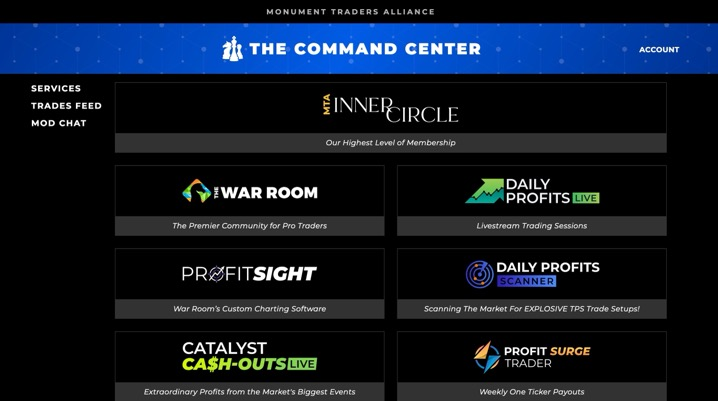 MONUMENT TRADERS ALLIANCE
THE COMMAND CENTER
ACCOUNT
SERVICES
TRADES FEED
MOD CHAT
MTA INNER CIRCLE
Our Highest Level of Membership
THE WAR ROOM
The Premier Community for Pro Traders
DAILY
PROFITS LIVE
Livestream Trading Sessions
PROFITSIGHT
War Room's Custom Charting Software
DAILY PROFITS
SCANNER
Scanning The Market For EXPLOSIVE TPS Trade Setups!
CATALYST
CA$H-OUTS LIVE
Extraordinary Profits from the Market's Biggest Events
PROFIT SURGE
TRADER
Weekly One Ticker Payouts